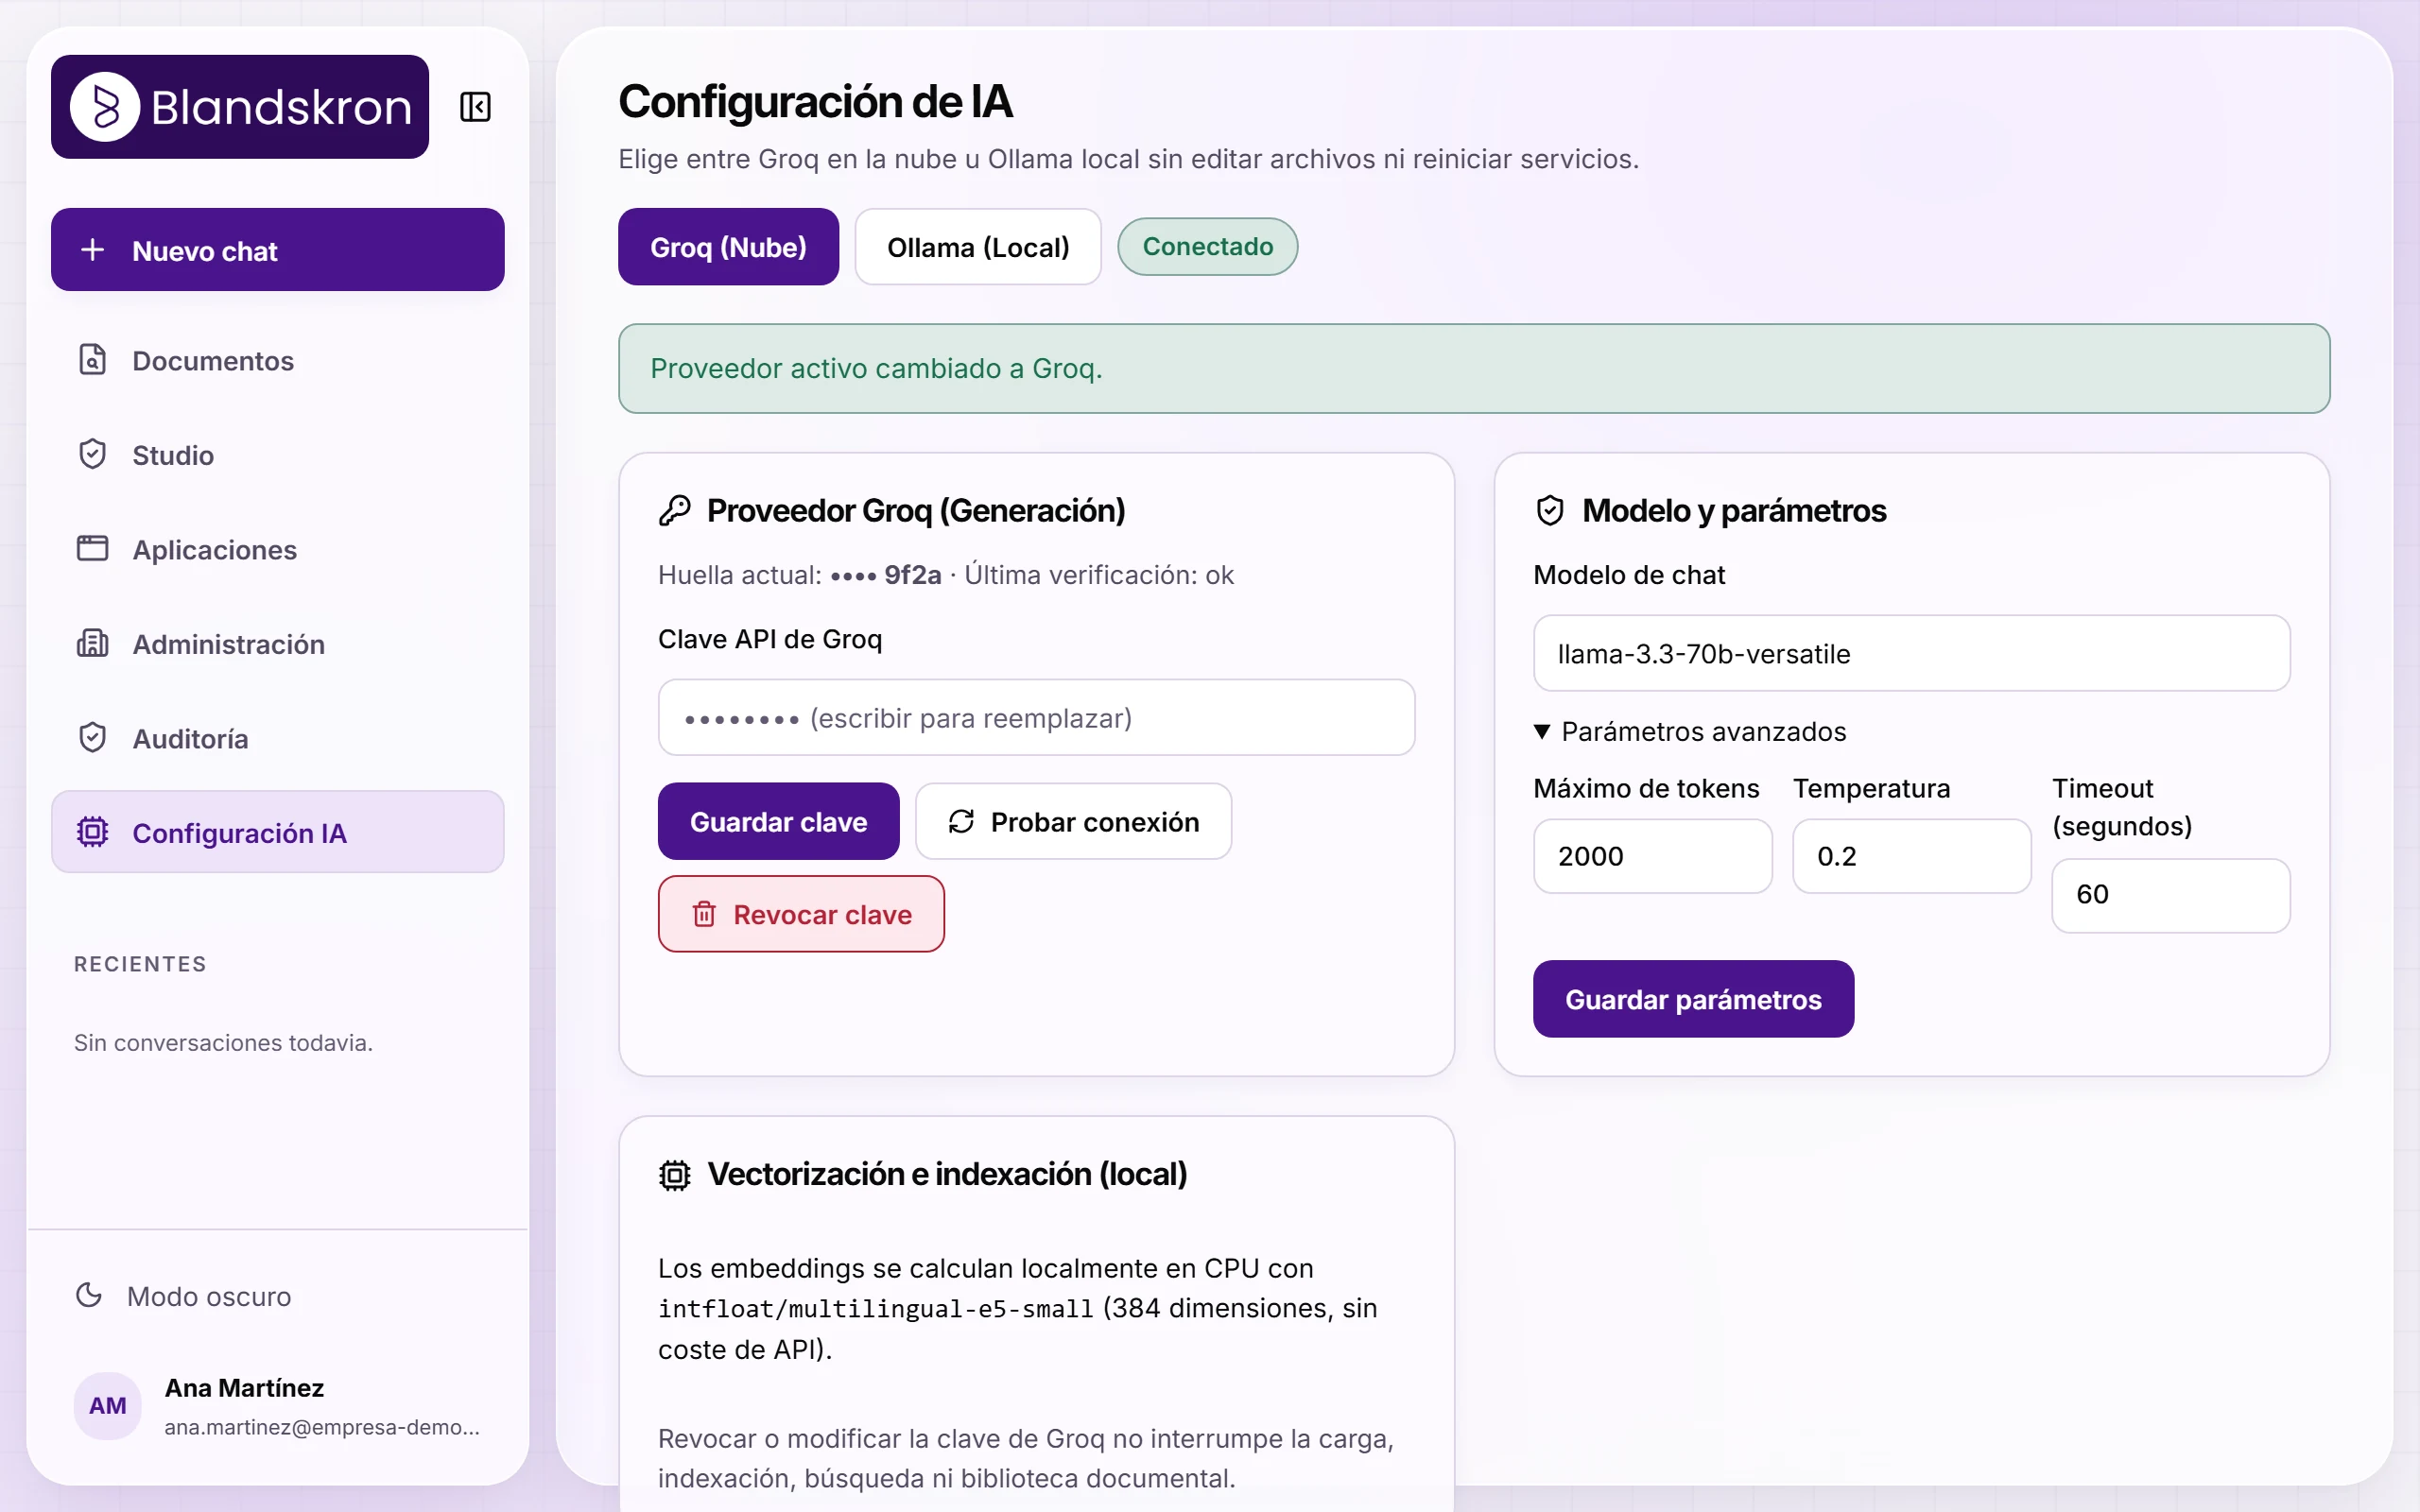 Blandskron
Nuevo chat
Documentos
Studio
Aplicaciones
Administración
Auditoría
Configuración IA
RECIENTES
Sin conversaciones todavia.
Modo oscuro
AM
Ana Martínez
ana.martinez@empresa-demo...
Configuración de IA
Elige entre Groq en la nube u Ollama local sin editar archivos ni reiniciar servicios.
Groq (Nube)
Ollama (Local)
Conectado
Proveedor activo cambiado a Groq.
Proveedor Groq (Generación)
Huella actual: •••• 9f2a · Última verificación: ok
Clave API de Groq
•••••••• (escribir para reemplazar)
Guardar clave
Probar conexión
Revocar clave
Modelo y parámetros
Modelo de chat
llama-3.3-70b-versatile
▼ Parámetros avanzados
Máximo de tokens
2000
Temperatura
0.2
Timeout
(segundos)
60
Guardar parámetros
Vectorización e indexación (local)
Los embeddings se calculan localmente en CPU con
intfloat/multilingual-e5-small (384 dimensiones, sin
coste de API).
Revocar o modificar la clave de Groq no interrumpe la carga,
indexación, búsqueda ni biblioteca documental.